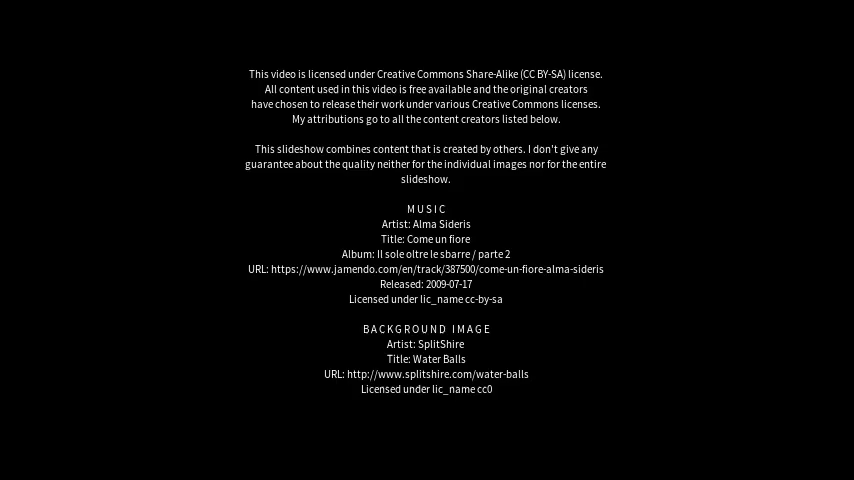 This video is licensed under Creative Commons Share-Alike (CC BY-SA) license.
All content used in this video is free available and the original creators
have chosen to release their work under various Creative Commons licenses.
My attributions go to all the content creators listed below.
This slideshow combines content that is created by others. I don't give any
guarantee about the quality neither for the individual images nor for the entire
slideshow.
MUSIC
Artist: Alma Sideris
Title: Come un fiore
Album: Il sole oltre le sbarre / parte 2
URL: https://www.jamendo.com/en/track/387500/come-un-fiore-alma-sideris
Released: 2009-07-17
Licensed under lic_name cc-by-sa
BACKGROUND IMAGE
Artist: SplitShire
Title: Water Balls
URL: http://www.splitshire.com/water-balls
Licensed under lic_name cc0